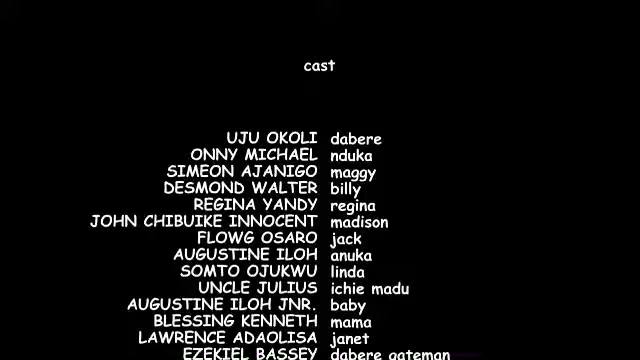 cast
UJU OKOLI dabere
ONNY MICHAEL nduka
SIMEON AJANIGO maggy
DESMOND WALTER billy
REGINA YANDY regina
JOHN CHIBUIKE INNOCENT madison
FLOWG OSARO jack
AUGUSTINE ILOH anuka
SOMTO OJUKWU linda
UNCLE JULIUS ichie madu
AUGUSTINE ILOH JNR. baby
BLESSING KENNETH mama
LAWRENCE ADAOLISA janet
EZEKIEL BASSEY dabere gateman